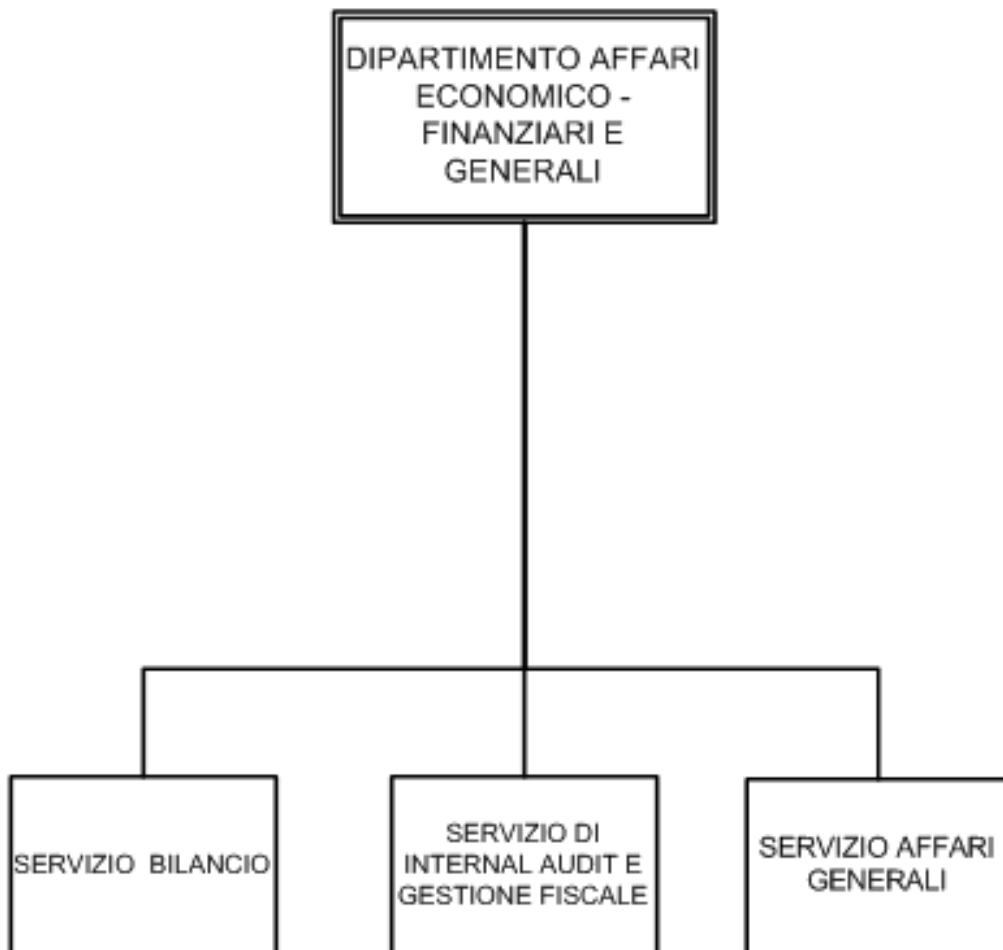 DIPARTIMENTO AFFARI
ECONOMICO -
FINANZIARI E
GENERALI
SERVIZIO BILANCIO
SERVIZIO DI
INTERNAL AUDIT E
GESTIONE FISCALE
SERVIZIO AFFARI
GENERALI